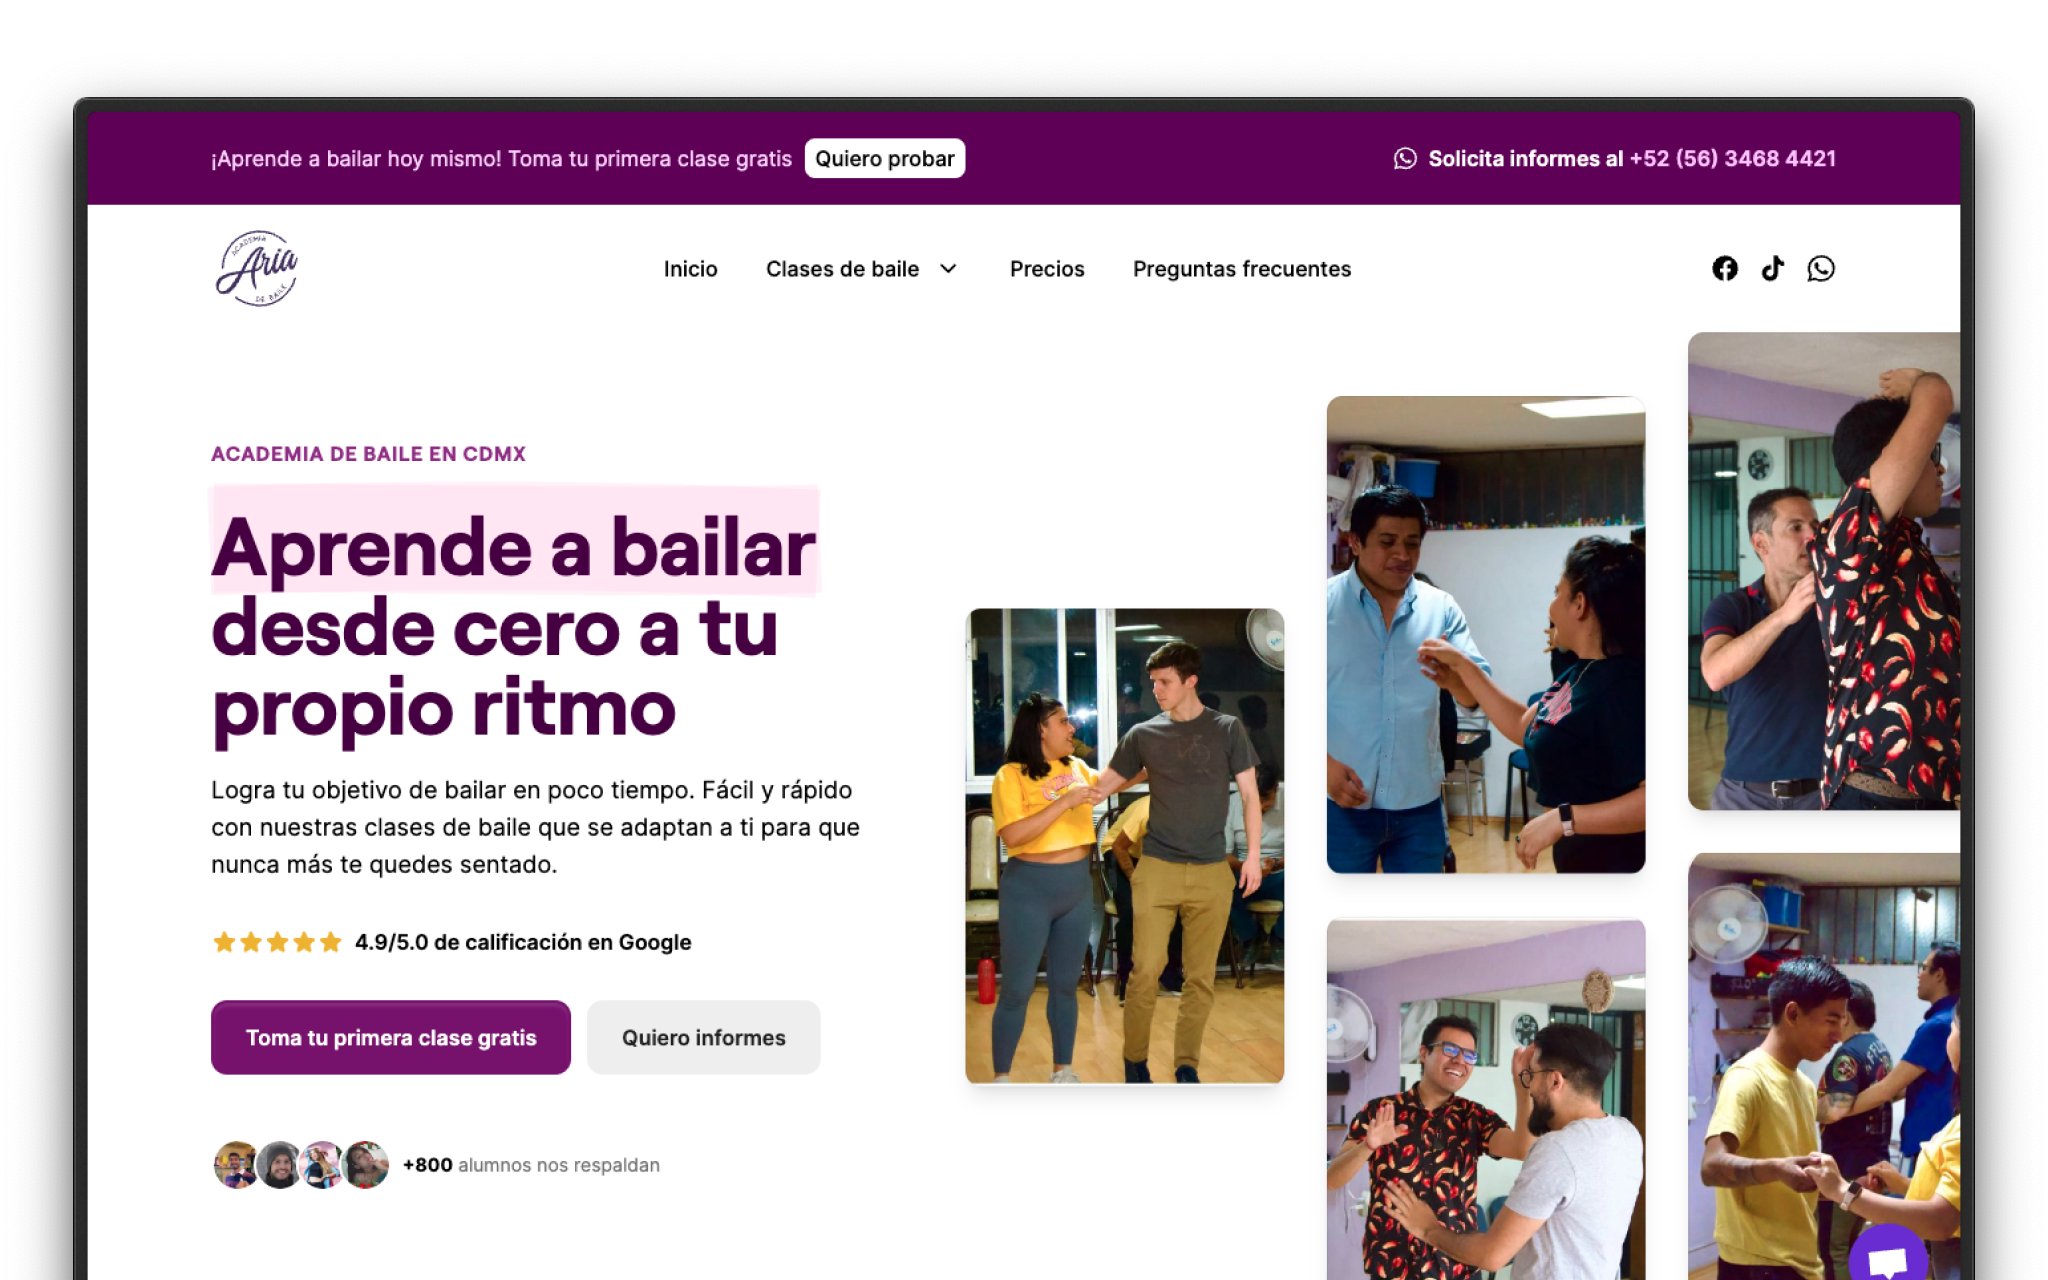 ¡Aprende a bailar hoy mismo! Toma tu primera clase gratis Quiero probar
Solicita informes al +52 (56) 3468 4421
ACADEMIA
Aria
DE BAILE
Inicio Clases de baile Precios Preguntas frecuentes
ACADEMIA DE BAILE EN CDMX
Aprende a bailar
desde cero a tu
propio ritmo
Logra tu objetivo de bailar en poco tiempo. Fácil y rápido
con nuestras clases de baile que se adaptan a ti para que
nunca más te quedes sentado.
4.9/5.0 de calificación en Google
Toma tu primera clase gratis Quiero informes
+800 alumnos nos respaldan